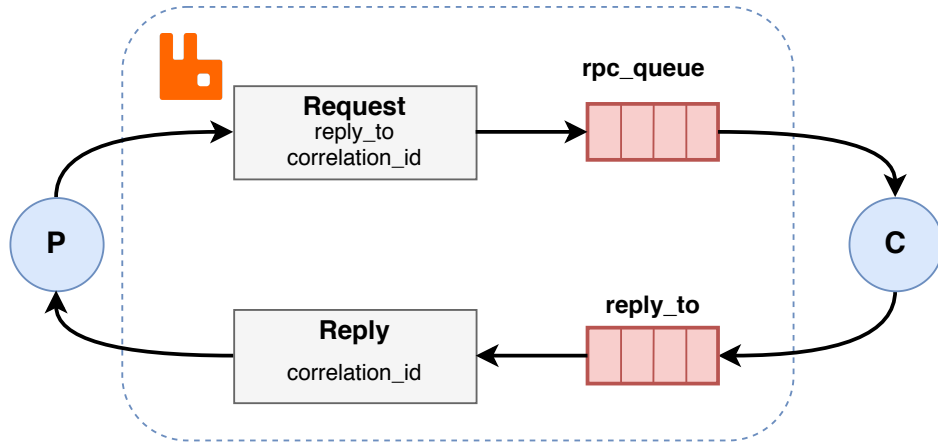 rpc_queue
Request
reply_to
correlation_id
P
C
reply_to
Reply
correlation_id